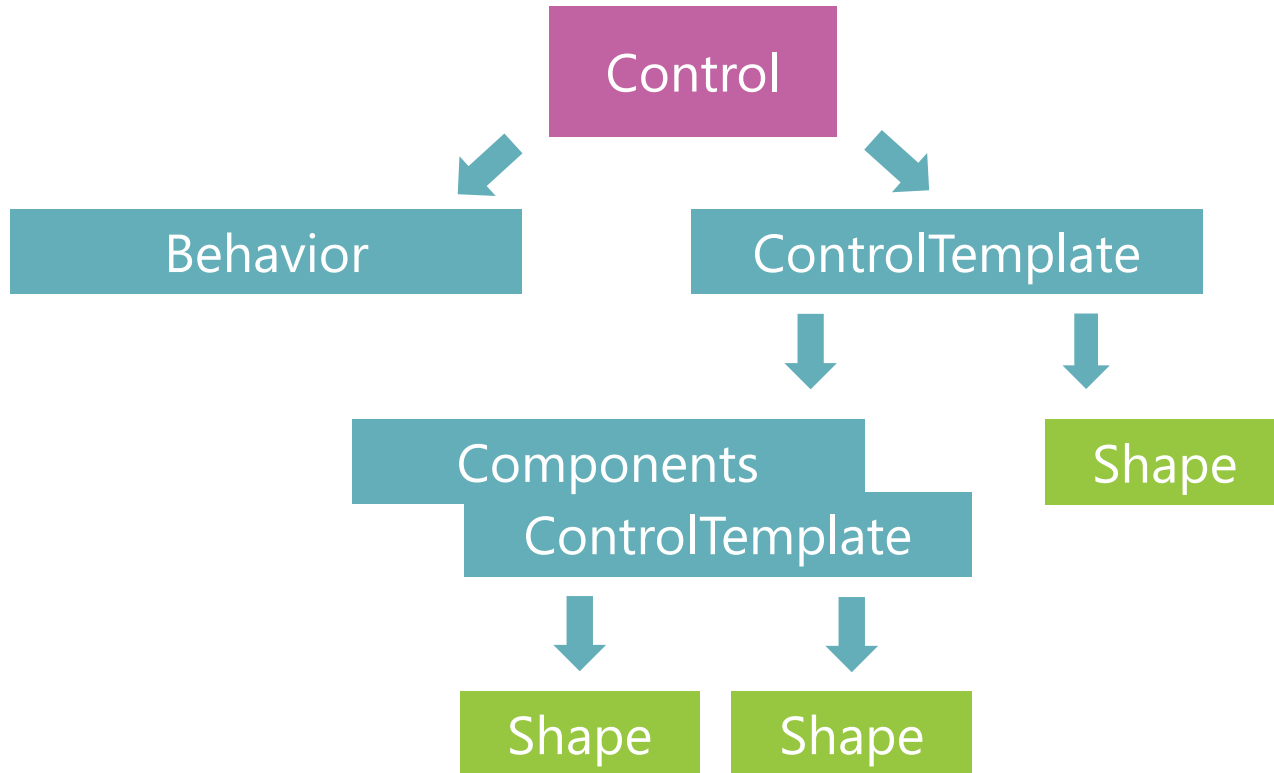 Control
Behavior
ControlTemplate
Components
Shape
ControlTemplate
Shape
Shape